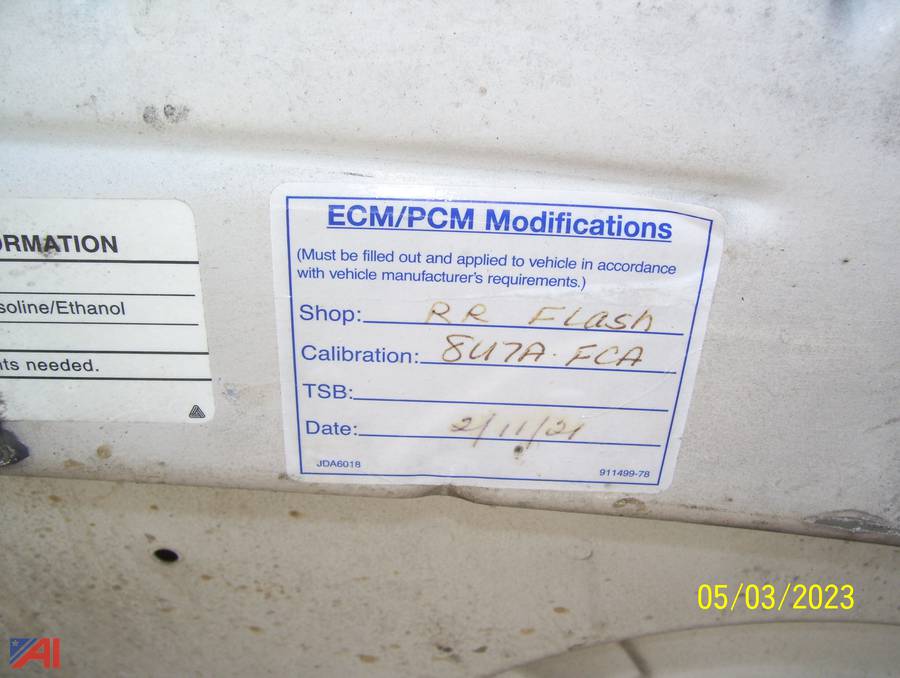 ORMATION
soline/Ethanol
nts needed.
ECM/PCM Modifications
(Must be filled out and applied to vehicle in accordance
with vehicle manufacturer's requirements.)
Shop: RR Flash
Calibration: 8U7A-FCA
TSB:
Date: 2/11/21
JDA6018
911499-78
05/03/2023
AI